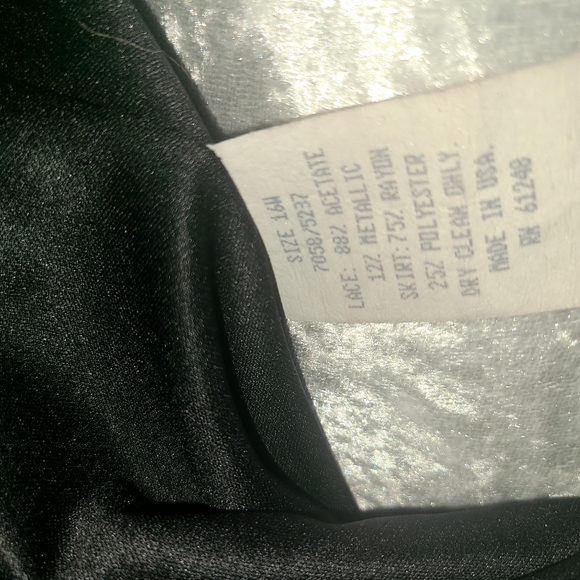 SIZE 16W
7058/5237
LACE: 88% ACETATE
12% METALLIC
SKIRT: 75% RAYON
25% POLYESTER
DRY CLEAN ONLY.
MADE IN USA.
RN 61248